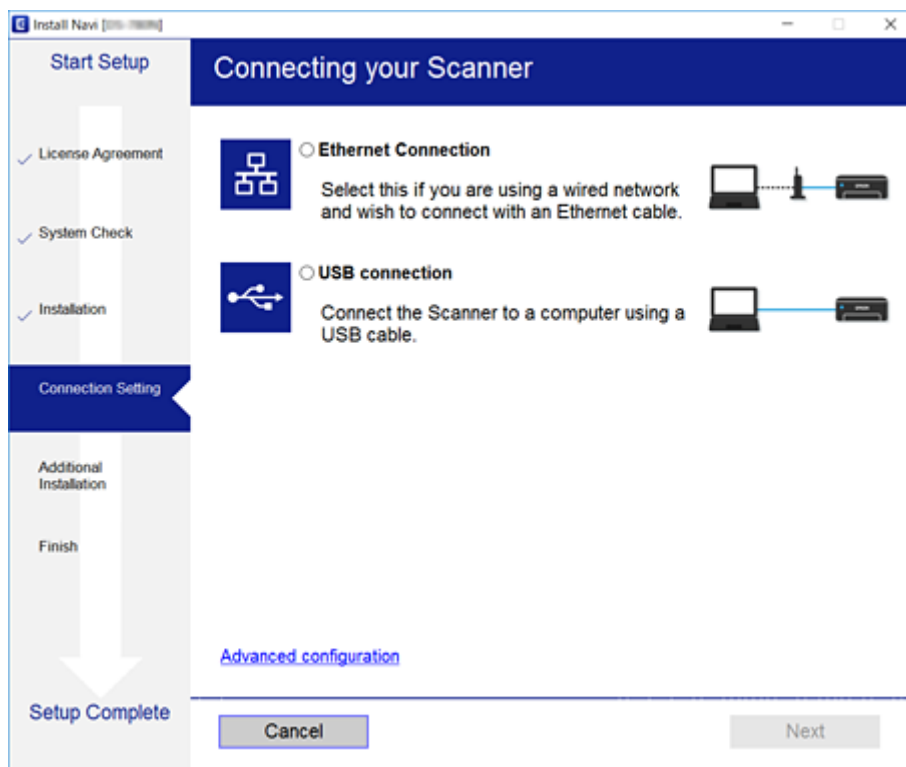 Install Navi
Start Setup
Connecting your Scanner
License Agreement
System Check
Installation
Connection Setting
Additional
Installation
Finish
Setup Complete
Ethernet Connection
Select this if you are using a wired network
and wish to connect with an Ethernet cable.
USB connection
Connect the Scanner to a computer using a
USB cable.
Advanced configuration
Cancel
Next